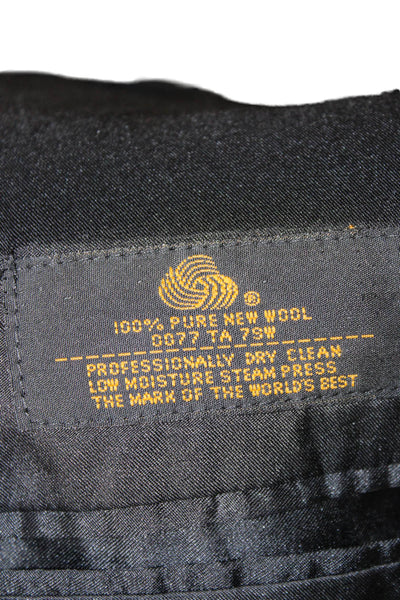 ®
100% PURE NEW WOOL
0077 TA 7SW
PROFESSIONALLY DRY CLEAN
LOW MOISTURE STEAM PRESS
THE MARK OF THE WORLD'S BEST